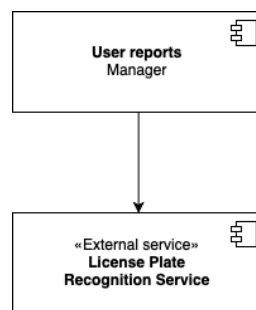 User reports
Manager
«External service»
License Plate
Recognition Service